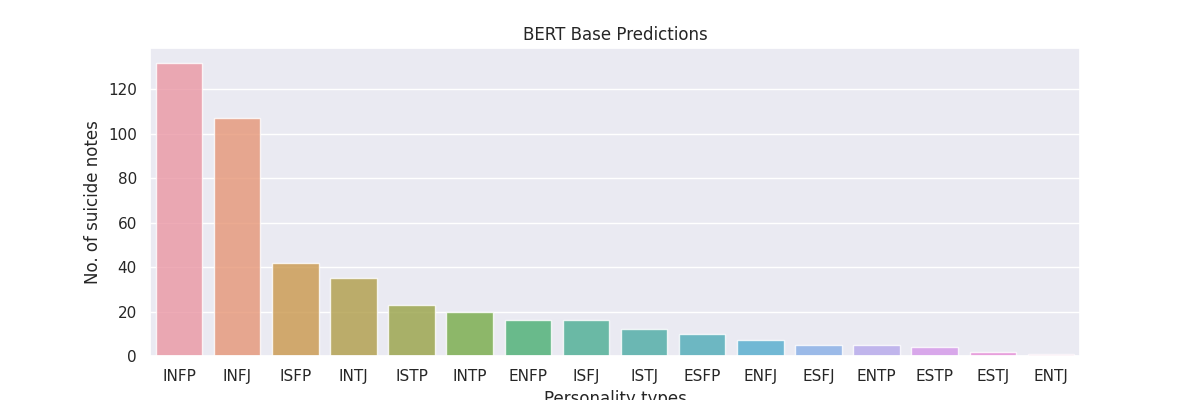 BERT Base Predictions
No. of suicide notes
120
100
80
60
40
20
0
INFP INFJ ISFP INTJ ISTP INTP ENFP ISFJ ISTJ ESFP ENFJ ESFJ ENTP ESTP ESTJ ENTJ
Personality types